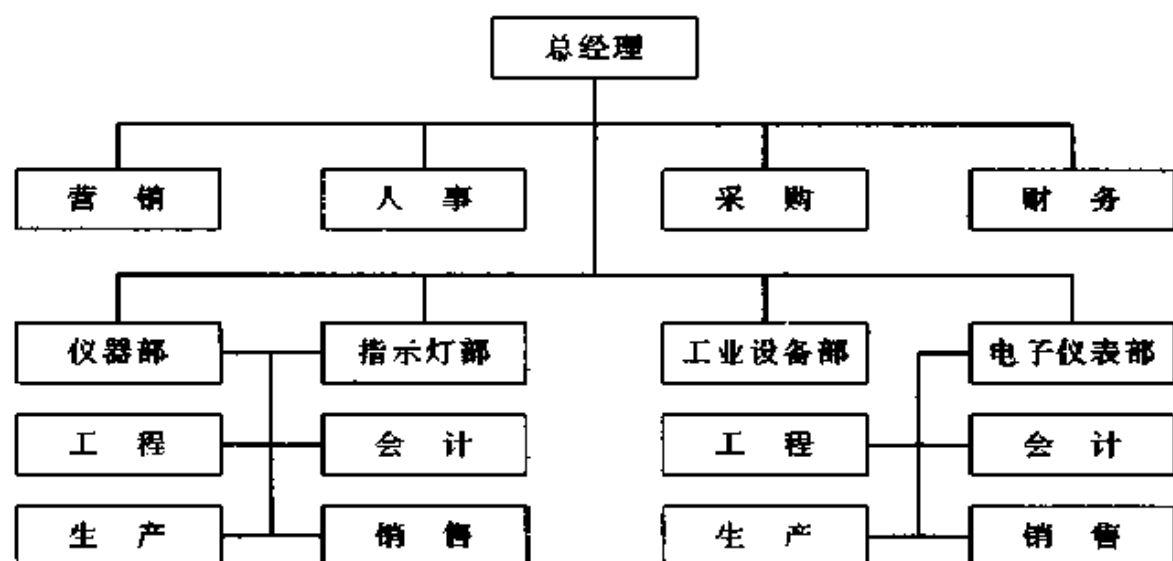 总经理
营销 人事 采购 财务
仪器部 指示灯部 工业设备部 电子仪表部
工程 会计 工程 会计
生产 销售 生产 销售